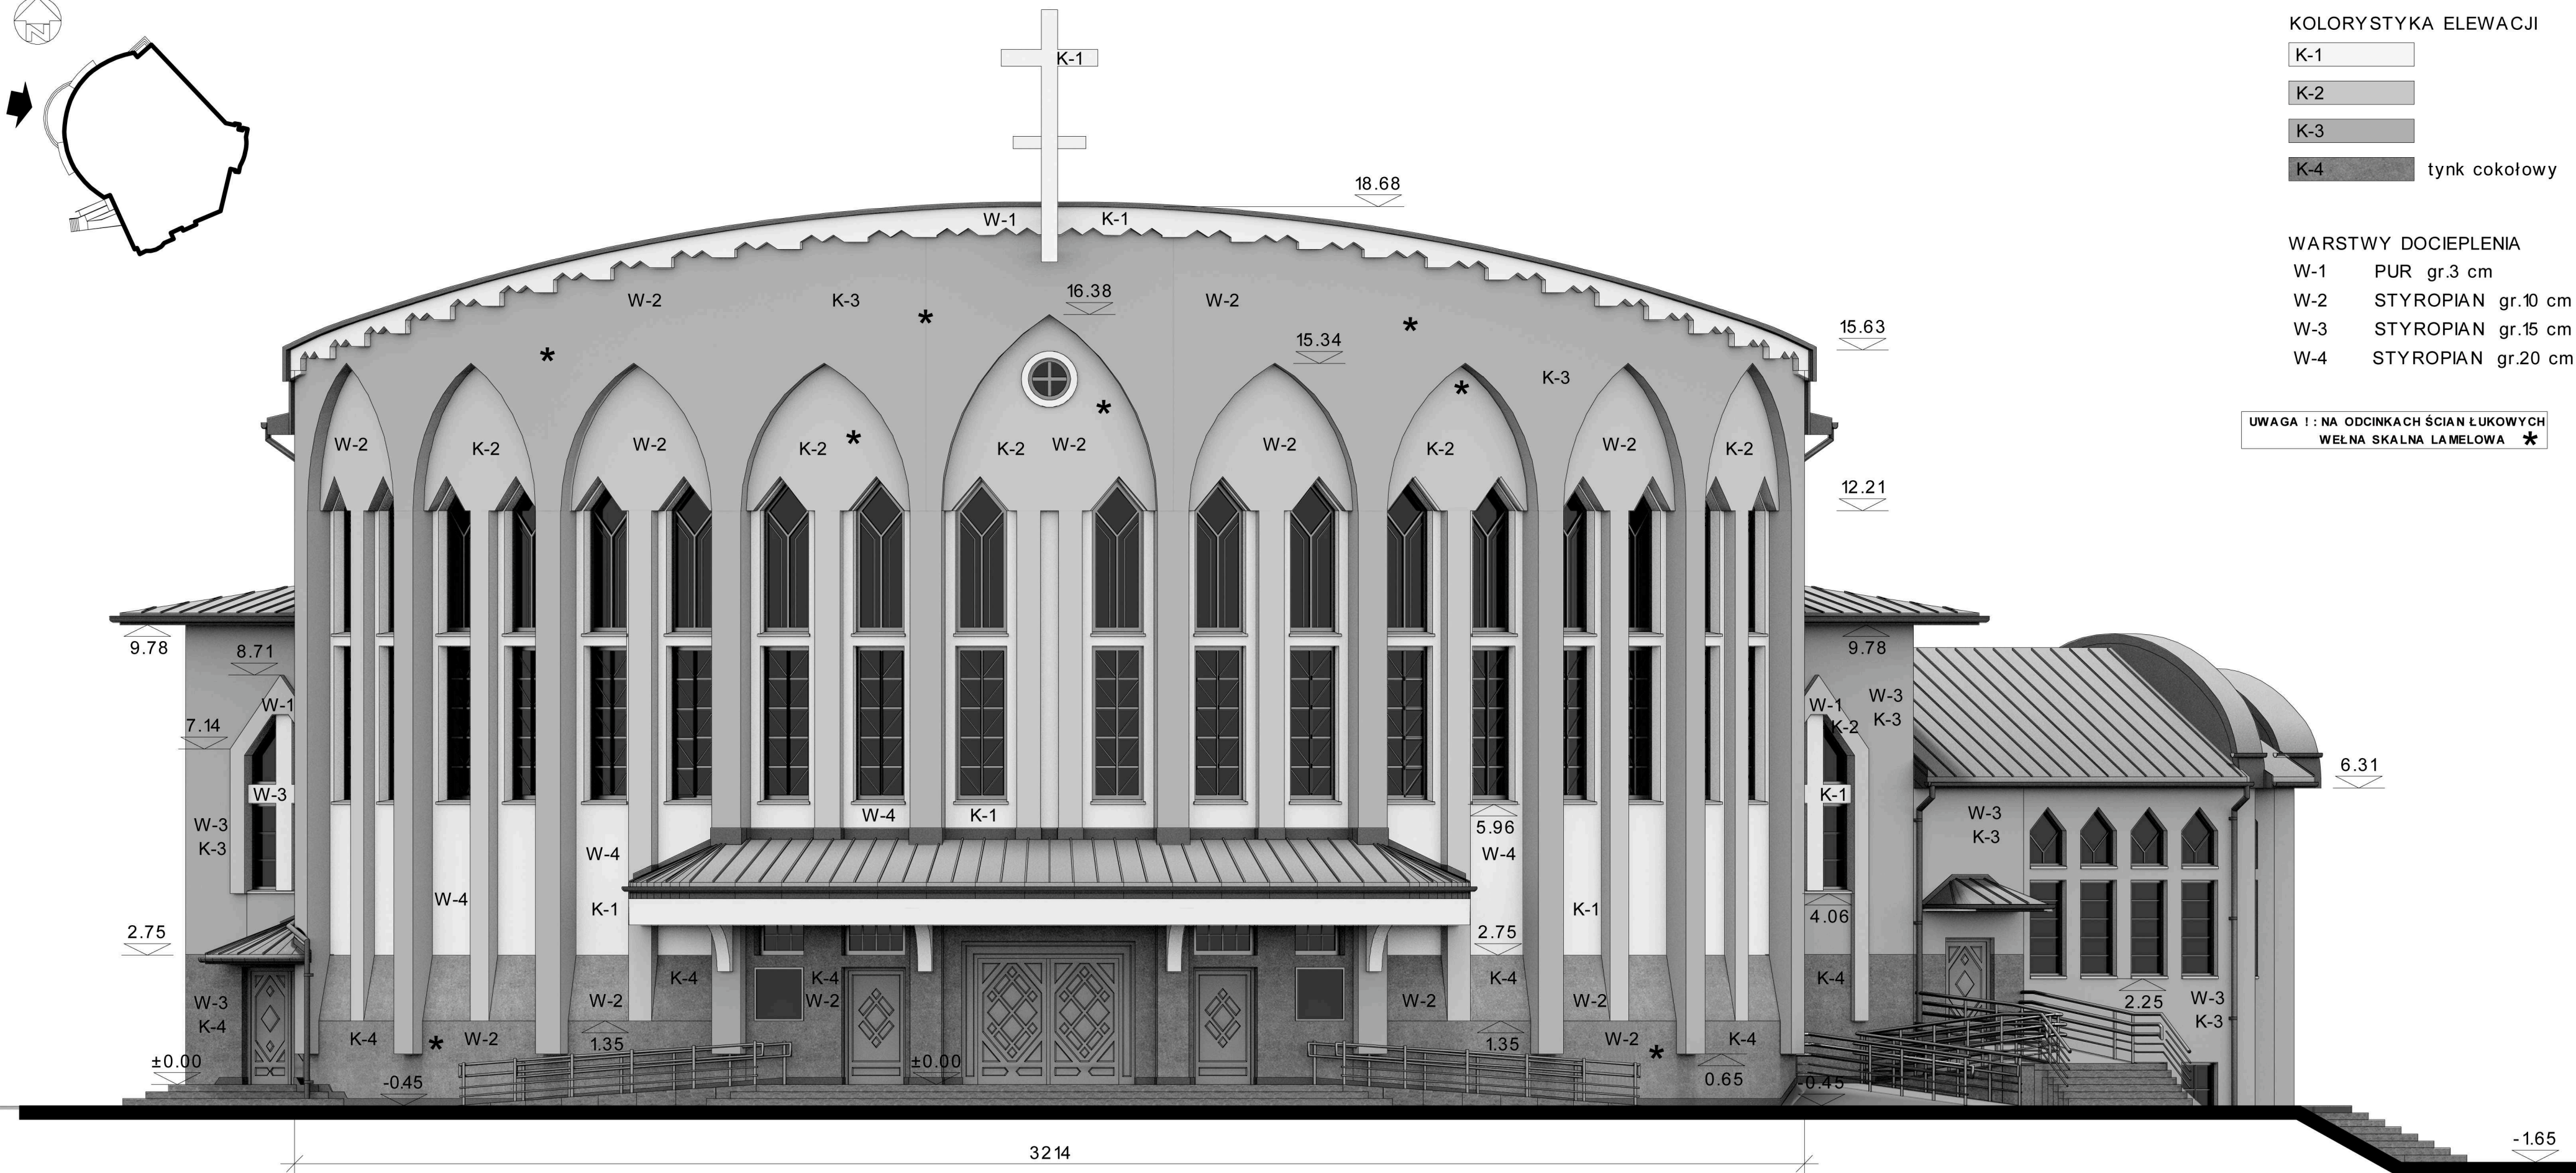 N
KOLORYSTYKA ELEWACJI
K-1
K-2
K-3
K-4 tynk cokołowy
WARSTWY DOCIEPLENIA
W-1 PUR gr.3 cm
W-2 STYROPIAN gr.10 cm
W-3 STYROPIAN gr.15 cm
W-4 STYROPIAN gr.20 cm
UWAGA ! : NA ODCINKACH ŚCIAN ŁUKOWYCH
WEŁNA SKALNA LAMELOWA *
K-1
18.68
W-1 K-1
16.38
W-2 K-3 * W-2 *
15.34 15.63
*
K-3
*
* *
W-2 K-2 W-2 K-2 K-2 W-2 W-2 K-2 W-2 K-2
12.21
9.78 9.78
8.71
W-1 W-1 W-3
7.14 K-2 K-3
6.31
W-3 K-1
W-4 K-1 W-3
W-3 5.96 K-3
K-3 W-4 W-4
W-4 K-1 K-1 4.06
2.75 2.75
K-4 K-4 K-4 K-4
W-3 W-2 W-2 W-2 W-2 2.25 W-3
K-4 K-3
K-4 * W-2 1.35 1.35 W-2 * K-4
±0.00 ±0.00
-0.45 0.65 -0.45
3214
-1.65